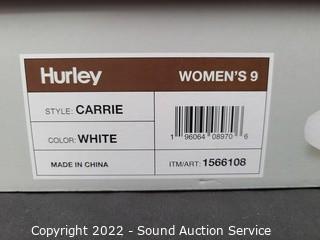 Hurley
WOMEN'S 9
STYLE: CARRIE
COLOR: WHITE
MADE IN CHINA
1 96064 08970 6
ITM/ART: 1566108
Copyright 2022 - Sound Auction Service